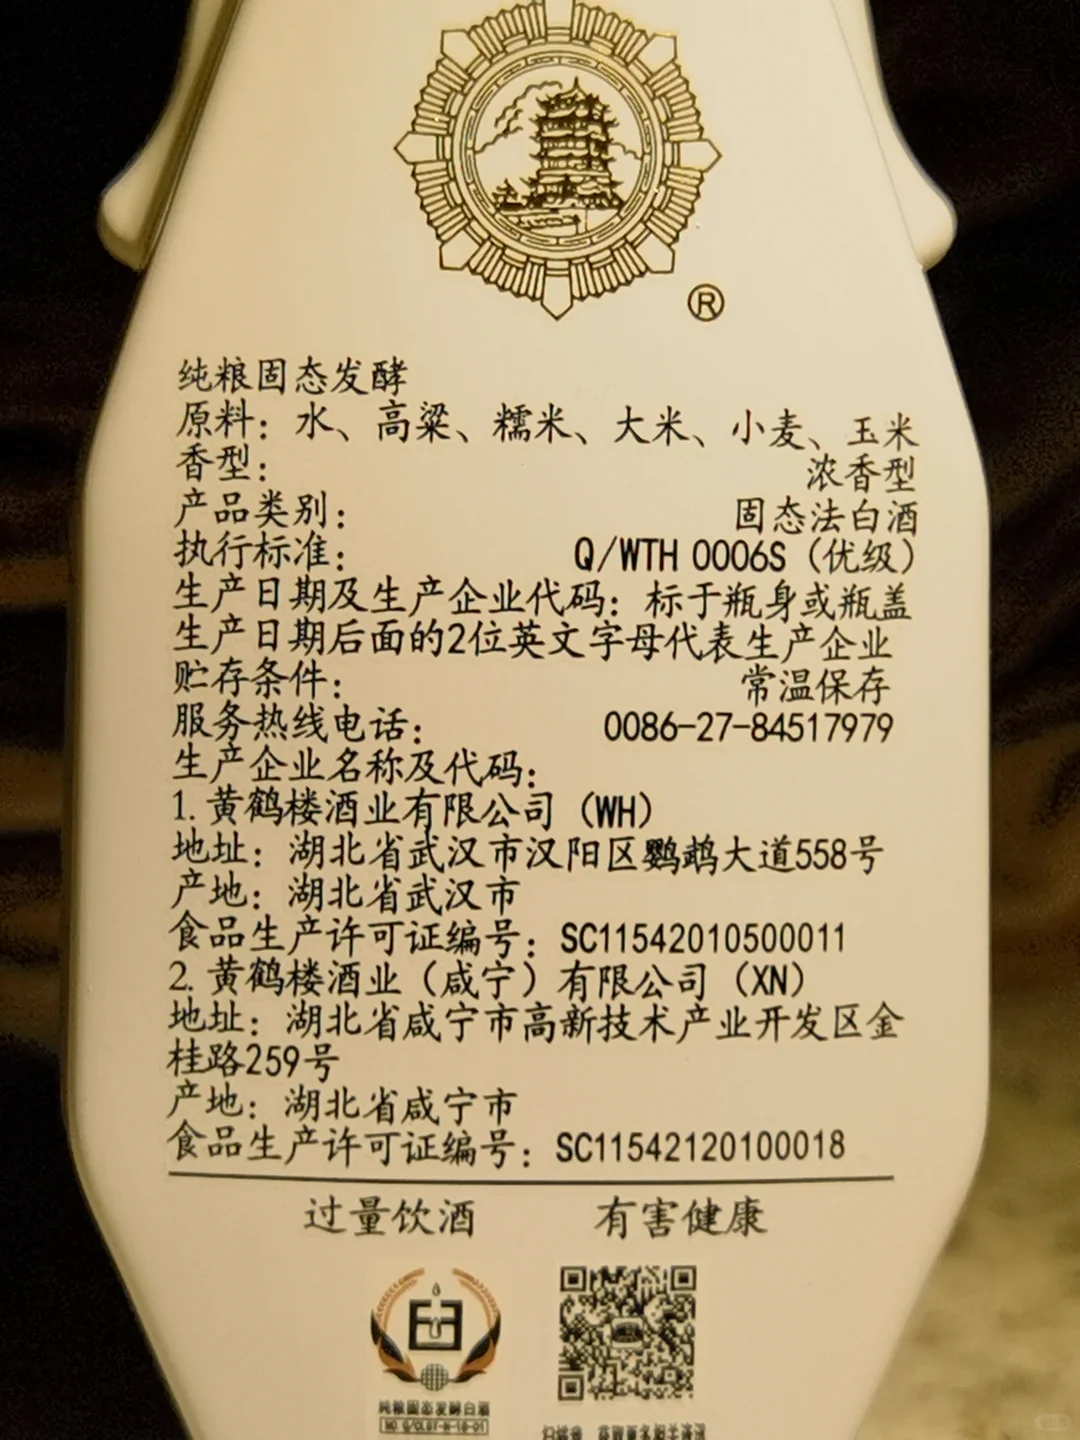 ®
纯粮固态发酵
原料：水、高粱、糯米、大米、小麦、玉米
香型： 浓香型
产品类别： 固态法白酒
执行标准： Q/WTH 0006S（优级）
生产日期及生产企业代码：标于瓶身或瓶盖
生产日期后面的2位英文字母代表生产企业
贮存条件： 常温保存
服务热线电话： 0086-27-84517979
生产企业名称及代码：
1. 黄鹤楼酒业有限公司（WH）
地址：湖北省武汉市汉阳区鹦鹉大道558号
产地：湖北省武汉市
食品生产许可证编号：SC11542010500011
2. 黄鹤楼酒业（咸宁）有限公司（XN）
地址：湖北省咸宁市高新技术产业开发区金
桂路259号
产地：湖北省咸宁市
食品生产许可证编号：SC11542120100018
过量饮酒 有害健康
纯粮固态发酵白酒